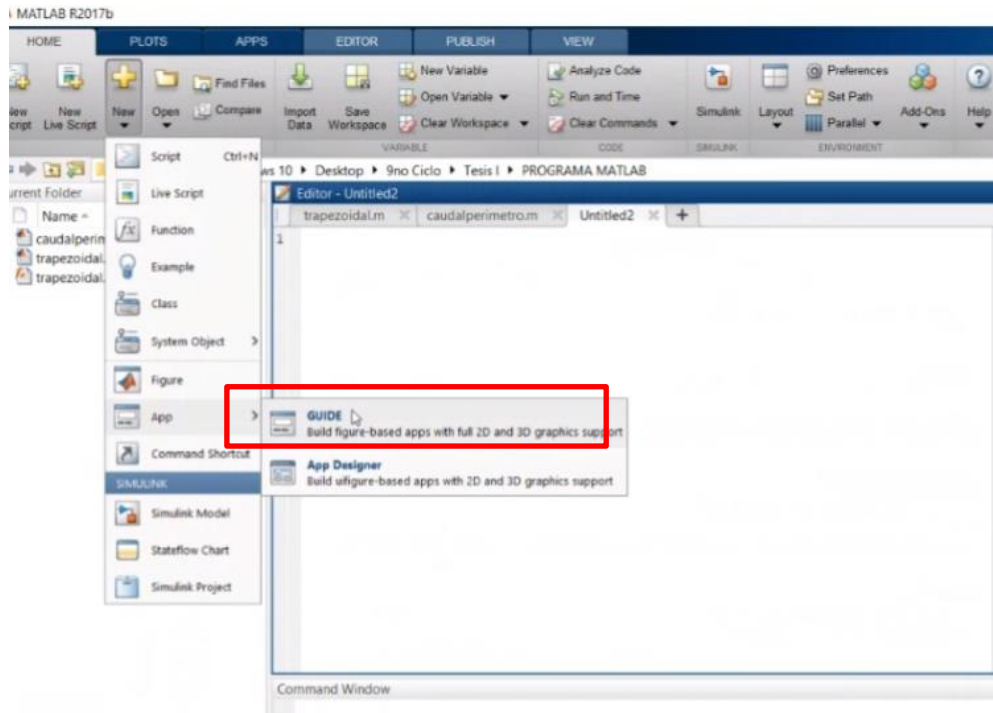 MATLAB R2017b
HOME PLOTS APPS EDITOR PUBLISH VIEW
New Variable Analyze Code Preferences
Find Files
Open Variable Run and Time Set Path
New New New Open Compare Import Save Simulink Layout Add-Ons Help
Script Live Script Data Workspace Clear Workspace Clear Commands Parallel
VARIABLE CODE SIMULINK ENVIRONMENT
Script Ctrl+N
10 ▸ Desktop ▸ 9no Ciclo ▸ Tesis I ▸ PROGRAMA MATLAB
Folder
Live Script
Editor - Untitled2
Name
trapezoidal.m caudalperimetro.m Untitled2 +
Function
1
caudalperim
trapezoidal.
Example
trapezoidal.
Class
System Object
Figure
App
GUIDE
Build figure-based apps with full 2D and 3D graphics support
Command Shortcut
App Designer
Build uifigure-based apps with 2D and 3D graphics support
SIMULINK
Simulink Model
Stateflow Chart
Simulink Project
Command Window